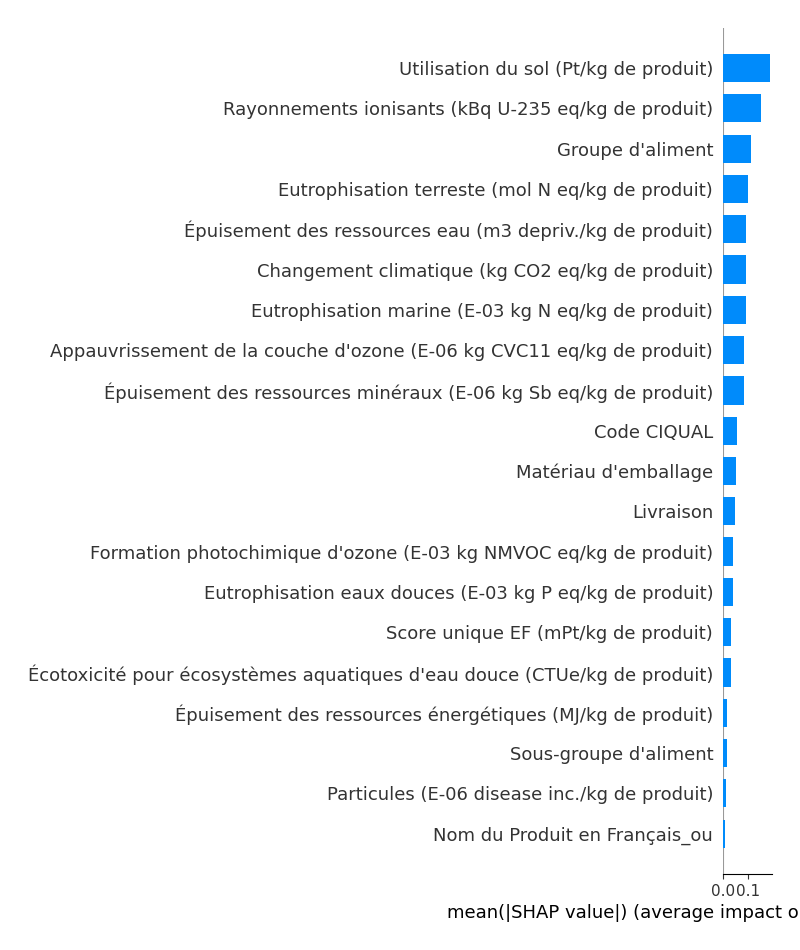 Utilisation du sol (Pt/kg de produit)
Rayonnements ionisants (kBq U-235 eq/kg de produit)
Groupe d'aliment
Eutrophisation terreste (mol N eq/kg de produit)
Épuisement des ressources eau (m3 depriv./kg de produit)
Changement climatique (kg CO2 eq/kg de produit)
Eutrophisation marine (E-03 kg N eq/kg de produit)
Appauvrissement de la couche d'ozone (E-06 kg CVC11 eq/kg de produit)
Épuisement des ressources minéraux (E-06 kg Sb eq/kg de produit)
Code CIQUAL
Matériau d'emballage
Livraison
Formation photochimique d'ozone (E-03 kg NMVOC eq/kg de produit)
Eutrophisation eaux douces (E-03 kg P eq/kg de produit)
Score unique EF (mPt/kg de produit)
Écotoxicité pour écosystèmes aquatiques d'eau douce (CTUe/kg de produit)
Épuisement des ressources énergétiques (MJ/kg de produit)
Sous-groupe d'aliment
Particules (E-06 disease inc./kg de produit)
Nom du Produit en Français_ou
0.0 0.1
mean(|SHAP value|) (average impact o